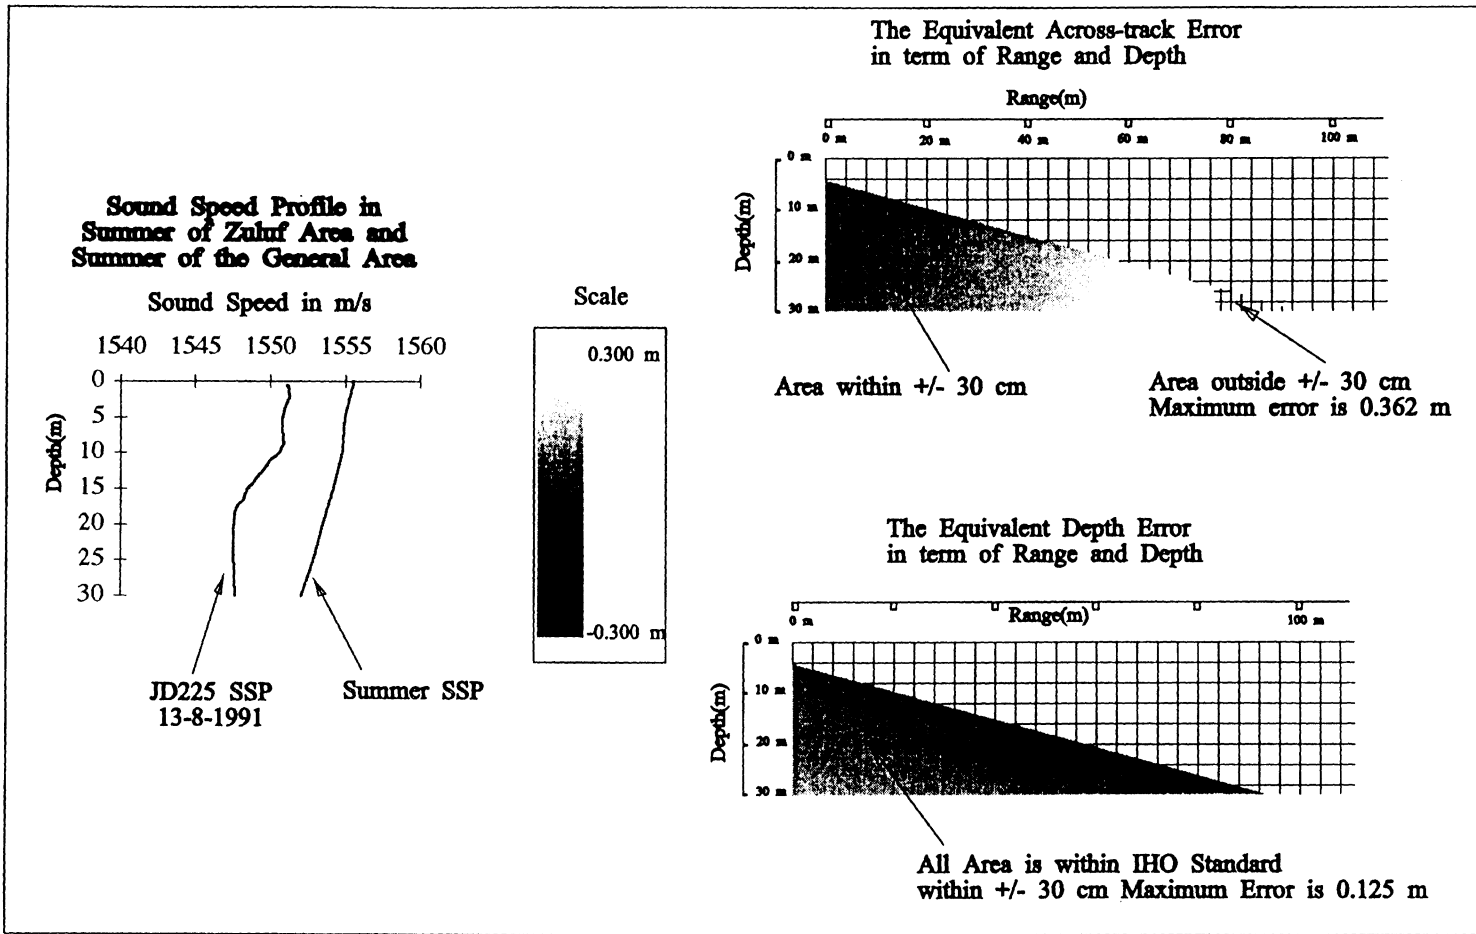 The Equivalent Across-track Error
in term of Range and Depth
Range(m)
0 m 20 m 40 m 60 m 80 m 100 m
Depth(m)
0 m
10 m
20 m
30 m
Area within +/- 30 cm
Area outside +/- 30 cm
Maximum error is 0.362 m
Sound Speed Profile in
Summer of Zuluf Area and
Summer of the General Area
Sound Speed in m/s
1540 1545 1550 1555 1560
Depth(m)
0
5
10
15
20
25
30
JD225 SSP
13-8-1991
Summer SSP
Scale
0.300 m
-0.300 m
The Equivalent Depth Error
in term of Range and Depth
Range(m)
0 m 100 m
Depth(m)
0 m
10 m
20 m
30 m
All Area is within IHO Standard
within +/- 30 cm Maximum Error is 0.125 m